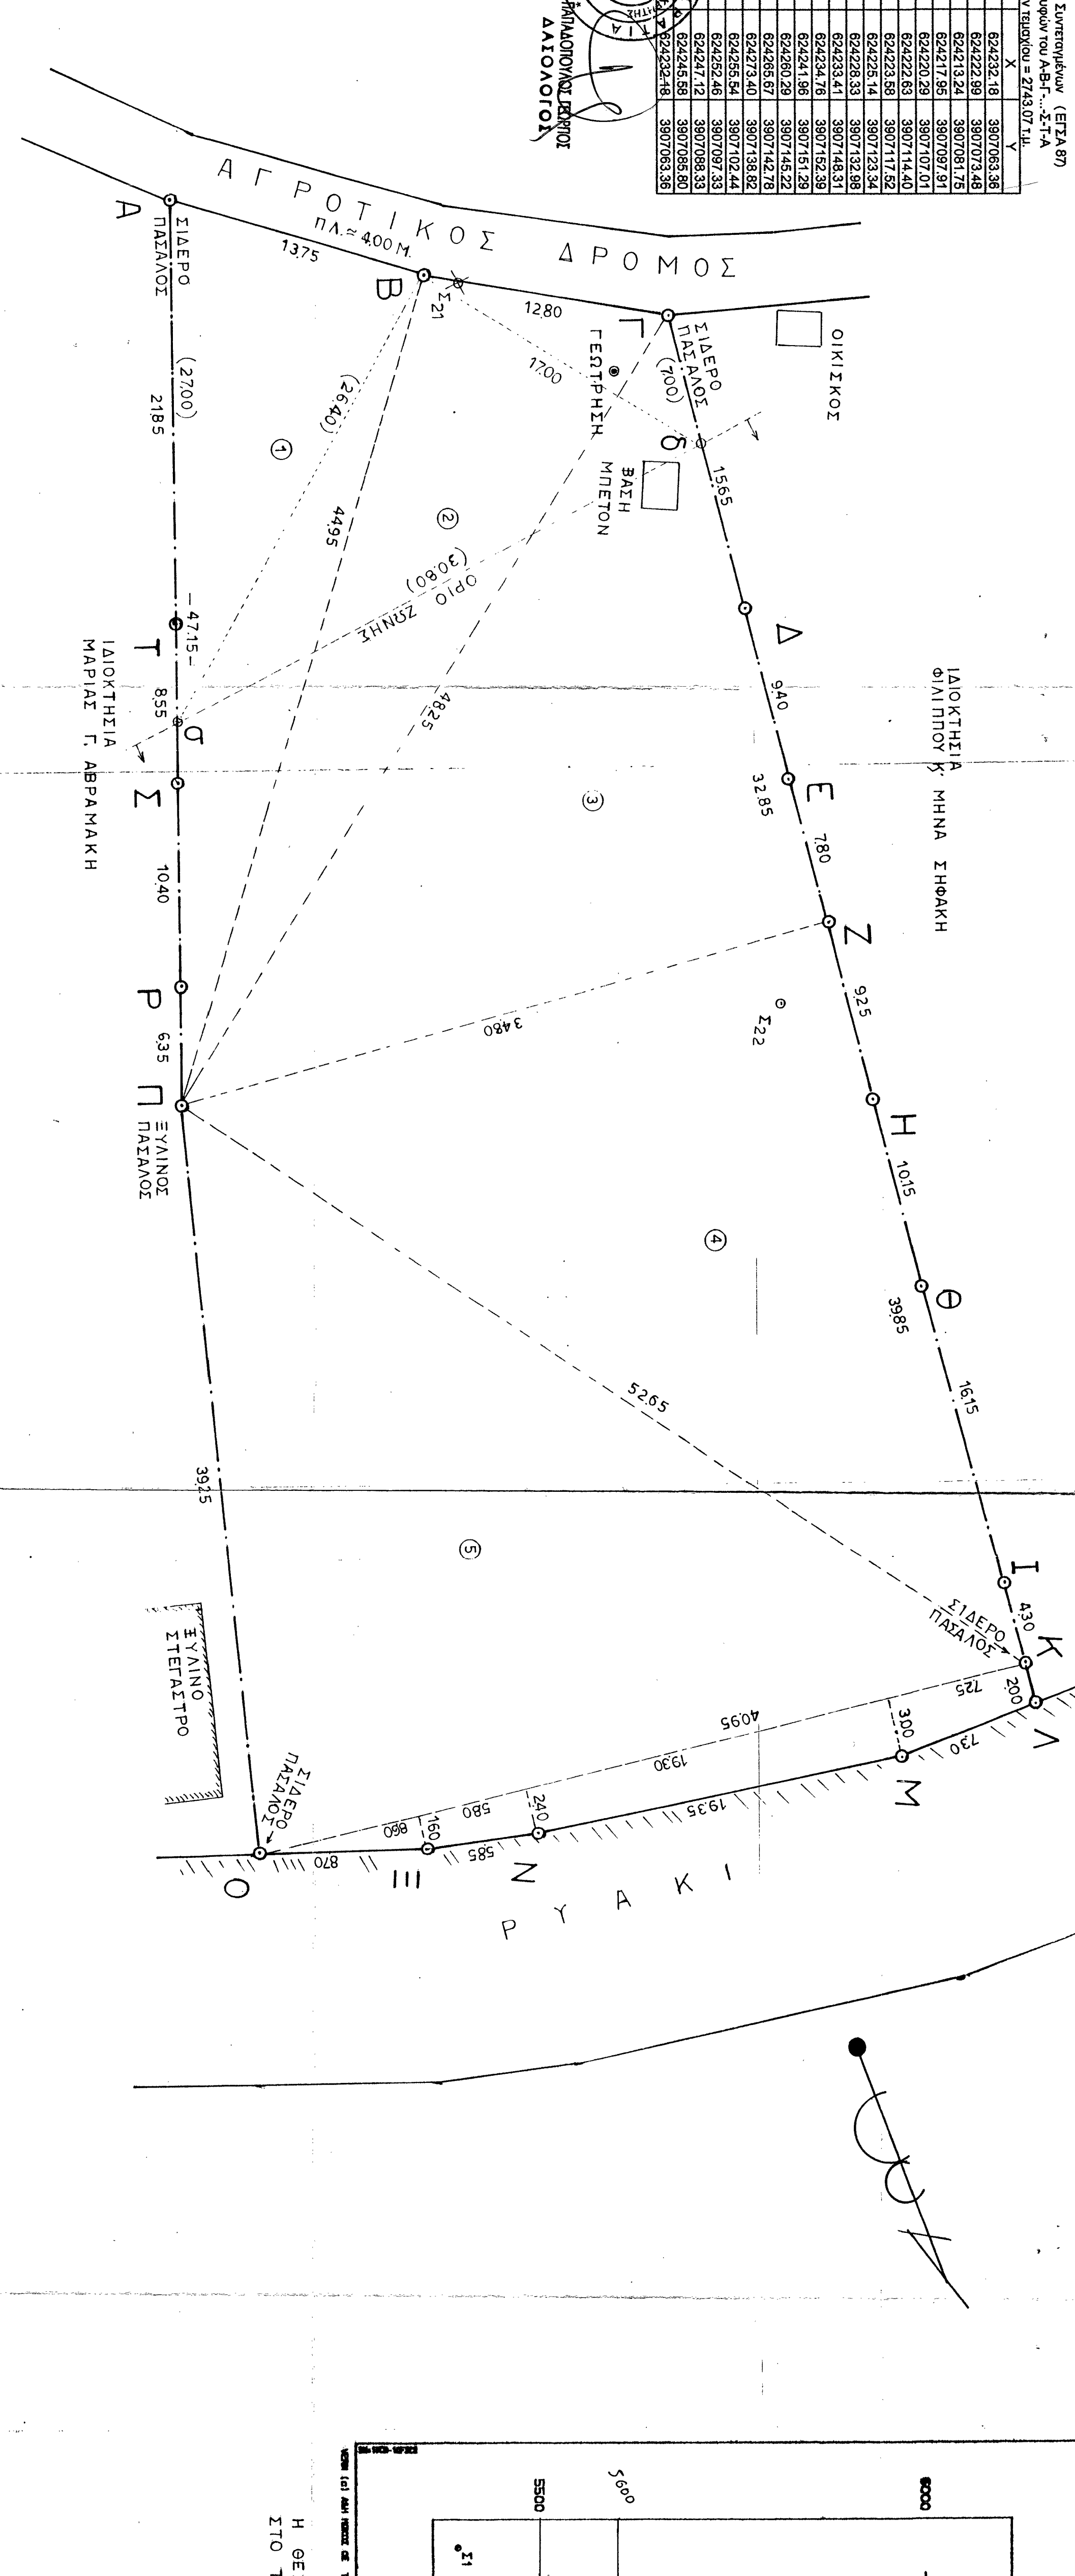 Συντεταγμένων (ΕΓΣΑ 87)
υφών του Α-Β-Γ-...-Σ-Τ-Α
ν τεμαχίου = 2743.07 τ.μ.
X Y
624232.18 3907063.36
624222.99 3907073.48
624213.24 3907081.75
624217.95 3907097.91
624220.29 3907107.01
624222.63 3907114.40
624223.58 3907117.52
624225.14 3907123.34
624228.33 3907132.98
624233.41 3907148.31
624234.76 3907152.39
624241.96 3907151.29
624260.29 3907145.22
624265.67 3907142.78
624273.40 3907138.82
624255.54 3907102.44
624252.46 3907097.33
624247.12 3907088.33
624245.58 3907085.80
624232.18 3907063.36
ΠΑΠΑΔΟΠΟΥΛΟΣ ΓΕΩΡΓΙΟΣ
ΔΑΣΟΛΟΓΟΣ
ΑΓΡΟΤΙΚΟΣ ΔΡΟΜΟΣ
ΠΛ.≈4.00 Μ.
ΟΙΚΙΣΚΟΣ
ΙΔΙΟΚΤΗΣΙΑ
ΦΙΛΙΠΠΟΥ Κ' ΜΗΝΑ ΣΗΦΑΚΗ
Γ
ΣΙΔΕΡΟ
ΠΑΣΑΛΟΣ
(7.00)
δ
15.65
Δ
9.40
Ε
32.85
7.80
Ζ
9.25
Η
10.15
Θ
39.85
16.15
Ι
4.30
Κ
ΣΙΔΕΡΟ
ΠΑΣΑΛΟΣ
2.00
Λ
7.30
7.25
3.00
Μ
40.95
19.30
19.35
2.40
Ν
5.80
5.85
1.60
Ξ
8.60
8.70
ΣΙΔΕΡΟ
ΠΑΣΑΛΟΣ
Ο
ΡΥΑΚΙ
12.80
17.00
ΓΕΩΤΡΗΣΗ
ΒΑΣΗ
ΜΠΕΤΟΝ
Σ21
Β
13.75
(26.40)
44.95
(30.80)
ΟΡΙΟ ΖΩΝΗΣ
48.25
34.80
Σ22
52.65
1
2
3
4
5
Α
ΣΙΔΕΡΟ
ΠΑΣΑΛΟΣ
(27.00)
21.85
—47.15—
Τ
8.55
σ
Σ
10.40
Ρ
6.35
Π
ΞΥΛΙΝΟΣ
ΠΑΣΑΛΟΣ
39.25
ΙΔΙΟΚΤΗΣΙΑ
ΜΑΡΙΑΣ Γ. ΑΒΡΑΜΑΚΗ
ΞΥΛΙΝΟ
ΣΤΕΓΑΣΤΡΟ
6000
5600
5500
Σ1
Η ΘΕ
ΣΤΟ Τ